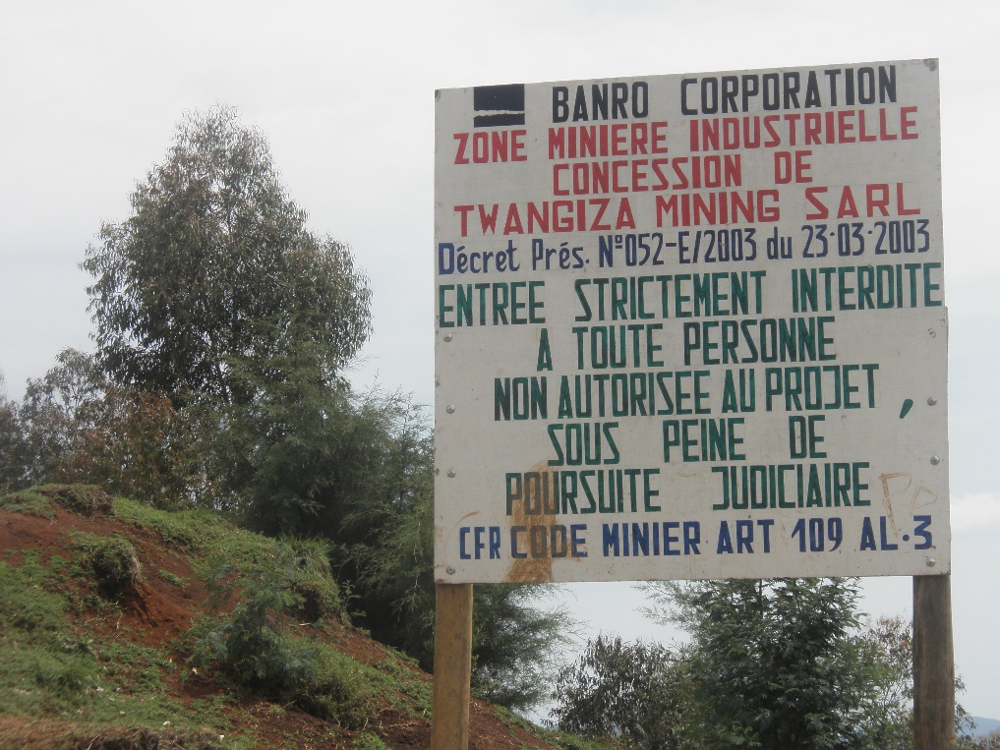 BANRO CORPORATION
ZONE MINIERE INDUSTRIELLE
CONCESSION DE
TWANGIZA MINING SARL
Décret Prés. Nº052-E/2003 du 23-03-2003
ENTREE STRICTEMENT INTERDITE
A TOUTE PERSONNE
NON AUTORISEE AU PROJET,
SOUS PEINE DE
POURSUITE JUDICIAIRE
CFR CODE MINIER ART 109 AL.3